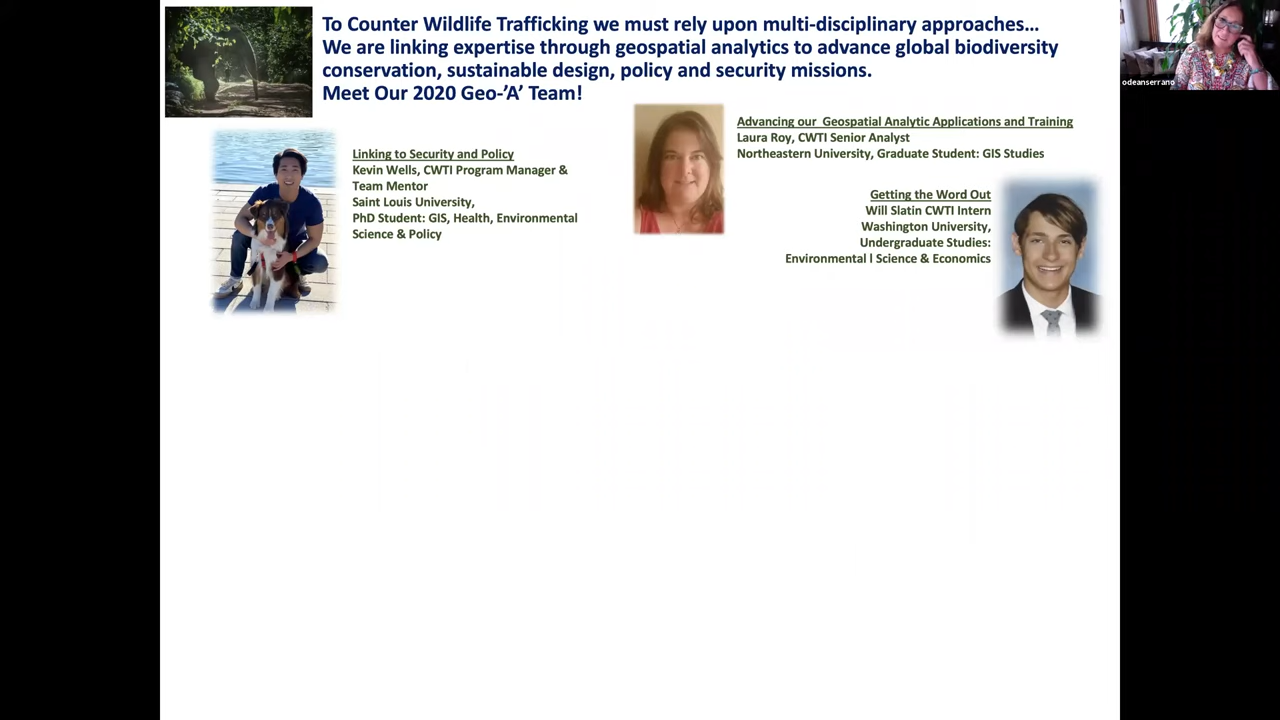 To Counter Wildlife Trafficking we must rely upon multi-disciplinary approaches…
We are linking expertise through geospatial analytics to advance global biodiversity
conservation, sustainable design, policy and security missions.
Meet Our 2020 Geo-’A’ Team!
odeanserrano
Linking to Security and Policy
Kevin Wells, CWTI Program Manager &
Team Mentor
Saint Louis University,
PhD Student: GIS, Health, Environmental
Science & Policy
Advancing our Geospatial Analytic Applications and Training
Laura Roy, CWTI Senior Analyst
Northeastern University, Graduate Student: GIS Studies
Getting the Word Out
Will Slatin CWTI Intern
Washington University,
Undergraduate Studies:
Environmental l Science & Economics